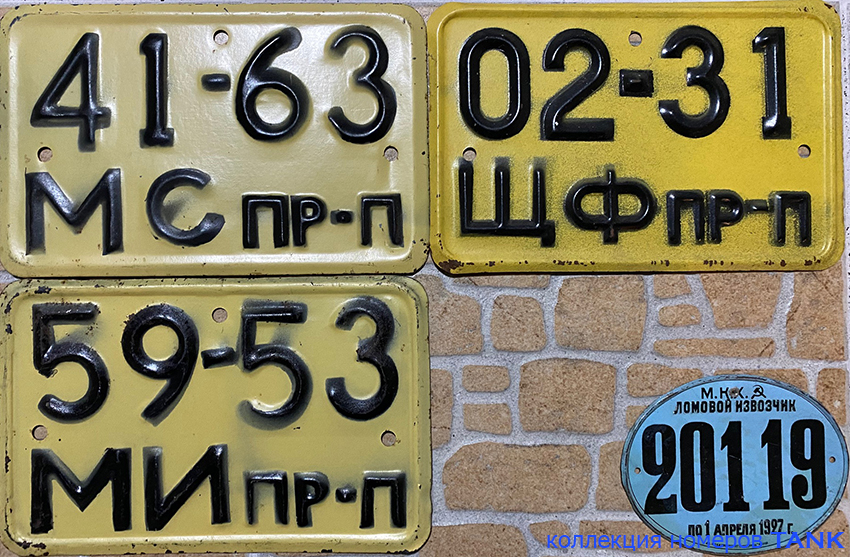 41-63
МС ПР-П
02-31
ЩФ ПР-П
59-53
МИ ПР-П
М.К.Х.
ЛОМОВОЙ ИЗВОЗЧИК
20119
ПО 1 АПРЕЛЯ 1927 г.
коллекция номеров TANK